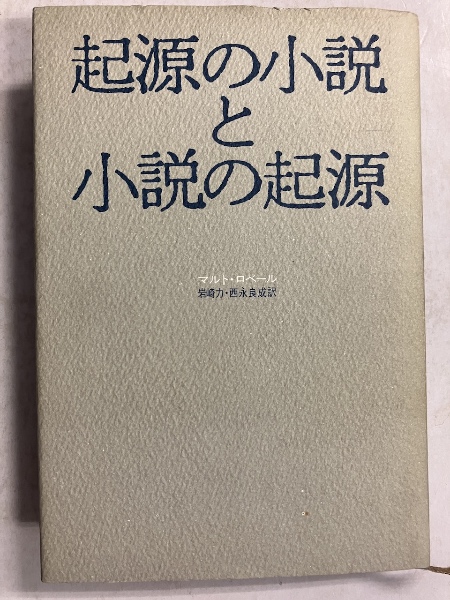 起源の小説
と
小説の起源
マルト・ロベール
岩崎力・西永良成訳